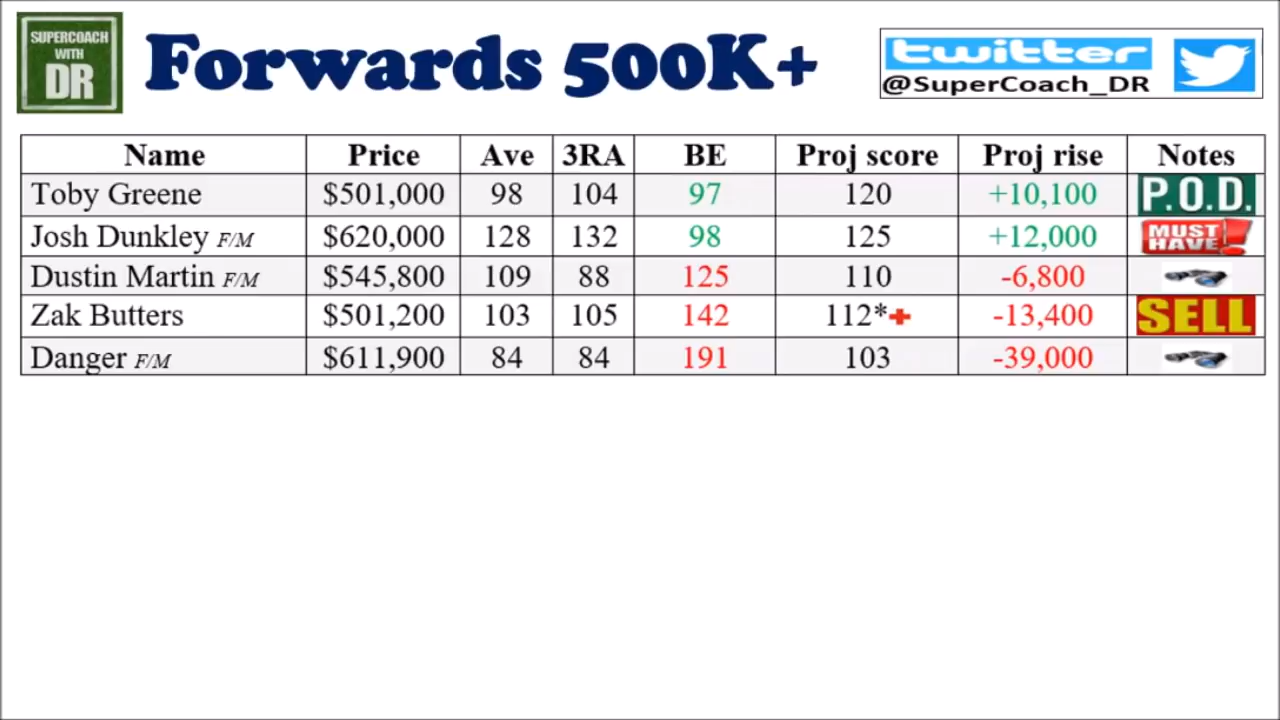 SUPERCOACH
WITH
DR
Forwards 500K+
twitter
@SuperCoach_DR
Name Price Ave 3RA BE Proj score Proj rise Notes
Toby Greene $501,000 98 104 97 120 +10,100 P.O.D.
Josh Dunkley F/M $620,000 128 132 98 125 +12,000 MUST HAVE!
Dustin Martin F/M $545,800 109 88 125 110 -6,800
Zak Butters $501,200 103 105 142 112* -13,400 SELL
Danger F/M $611,900 84 84 191 103 -39,000